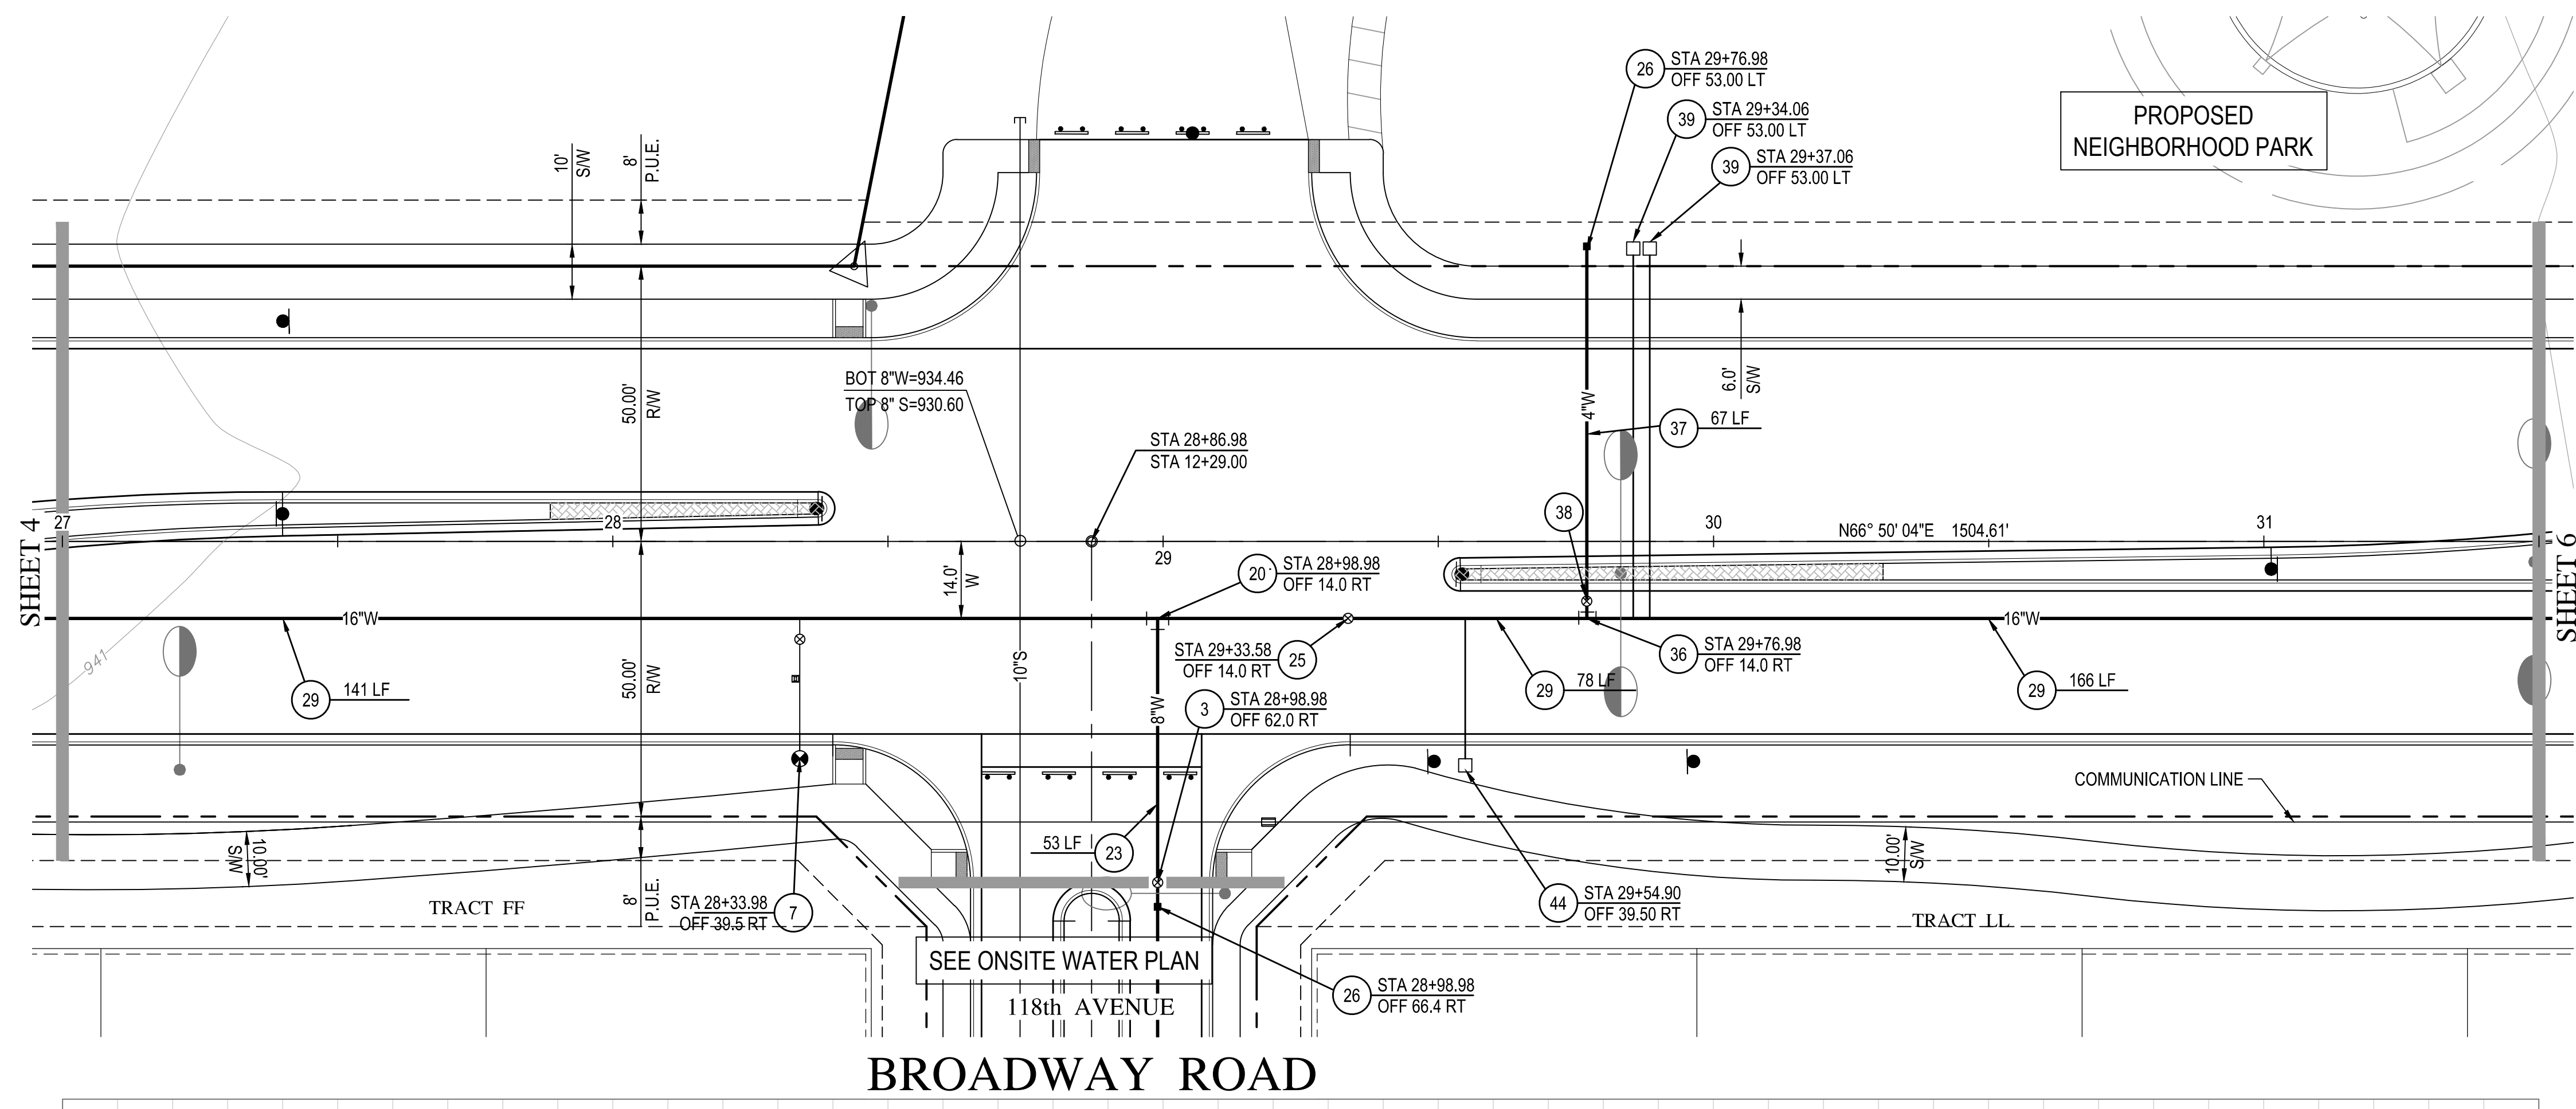 26 STA 29+76.98
OFF 53.00 LT
39 STA 29+34.06
OFF 53.00 LT
39 STA 29+37.06
OFF 53.00 LT
PROPOSED
NEIGHBORHOOD PARK
10'
S/W
8'
P.U.E.
50.00'
R/W
BOT 8"W=934.46
TOP 8" S=930.60
STA 28+86.98
STA 12+29.00
4"W
6.0'
S/W
37 67 LF
38
SHEET 4
27
28
29
30
31
N66° 50' 04"E 1504.61'
SHEET 6
14.0'
W
20 STA 28+98.98
OFF 14.0 RT
16"W
16"W
941
29 141 LF
50.00'
R/W
10"S
STA 29+33.58
OFF 14.0 RT 25
8"W
3 STA 28+98.98
OFF 62.0 RT
36 STA 29+76.98
OFF 14.0 RT
29 78 LF
29 166 LF
COMMUNICATION LINE
10.00'
S/W
53 LF 23
10.00'
S/W
8'
P.U.E.
TRACT FF
STA 28+33.98
OFF 39.5 RT 7
44 STA 29+54.90
OFF 39.50 RT
TRACT LL
SEE ONSITE WATER PLAN
118th AVENUE
26 STA 28+98.98
OFF 66.4 RT
BROADWAY ROAD